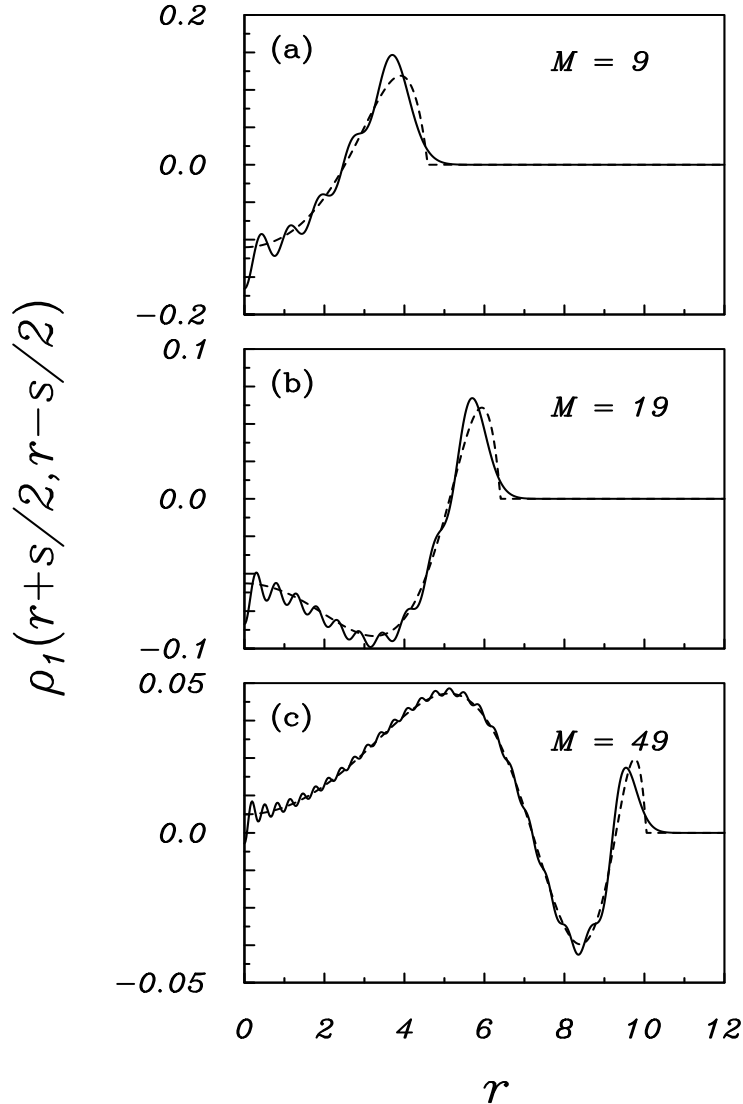 0.2
(a)
M = 9
0.0
−0.2
0.1
(b)
M = 19
0.0
−0.1
0.05
(c)
M = 49
0.0
−0.05
0 2 4 6 8 10 12
r
ρ₁(r+s/2,r−s/2)